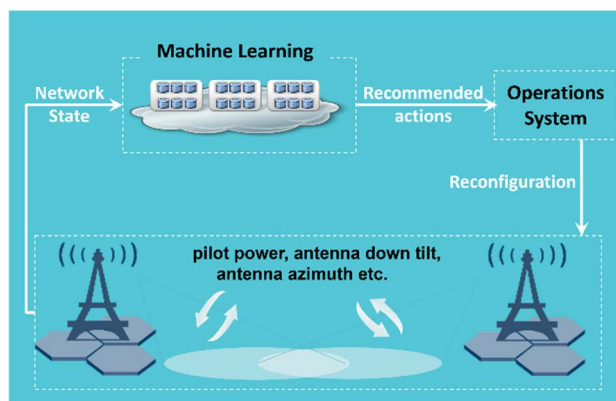 Machine Learning
Network
State
Recommended
actions
Operations
System
Reconfiguration
pilot power, antenna down tilt,
antenna azimuth etc.